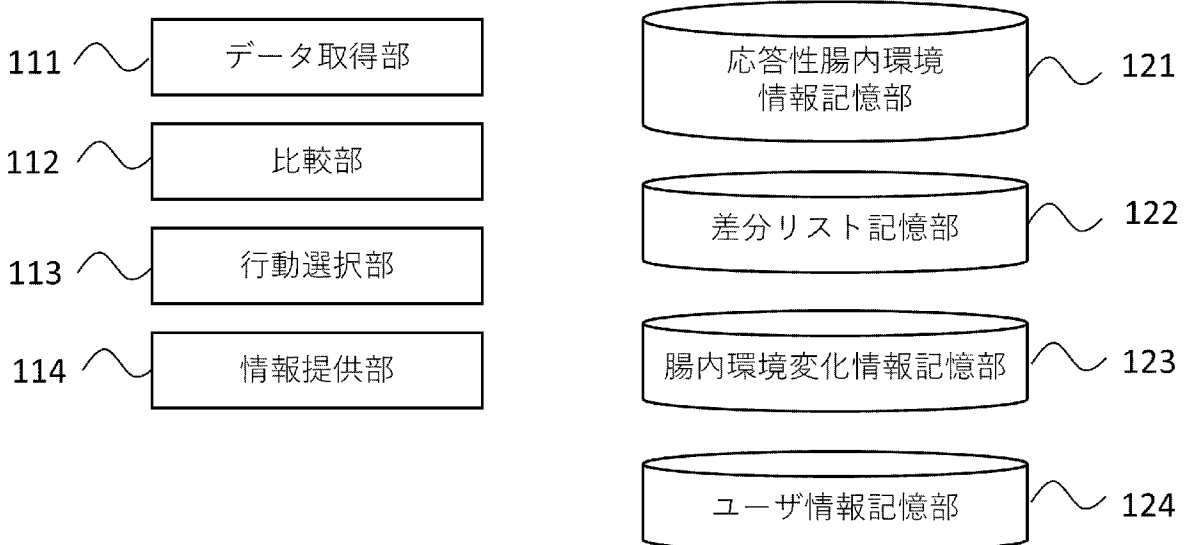 111
データ取得部
112
比較部
113
行動選択部
114
情報提供部
応答性腸内環境
情報記憶部
121
差分リスト記憶部
122
腸内環境変化情報記憶部
123
ユーザ情報記憶部
124